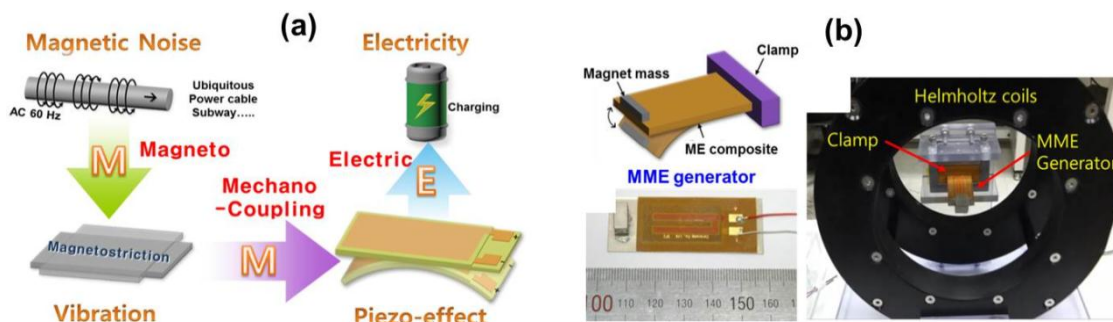 (a)
Magnetic Noise
AC 60 Hz
Ubiquitous
Power cable
Subway.....
M
Magneto
Magnetostriction
Vibration
Mechano
-Coupling
M
Electricity
Charging
Electric
E
Piezo-effect
(b)
Clamp
Magnet mass
ME composite
MME generator
100 110 120 130 140 150 160
Helmholtz coils
Clamp
MME
Generator